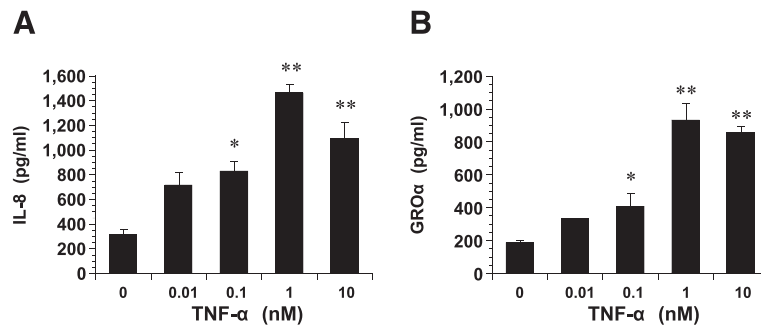 A
IL-8 (pg/ml)
1,600
1,400
1,200
1,000
800
600
400
200
0
*
**
**
0 0.01 0.1 1 10
TNF-α (nM)
B
GROα (pg/ml)
1,200
1,000
800
600
400
200
0
*
**
**
0 0.01 0.1 1 10
TNF-α (nM)